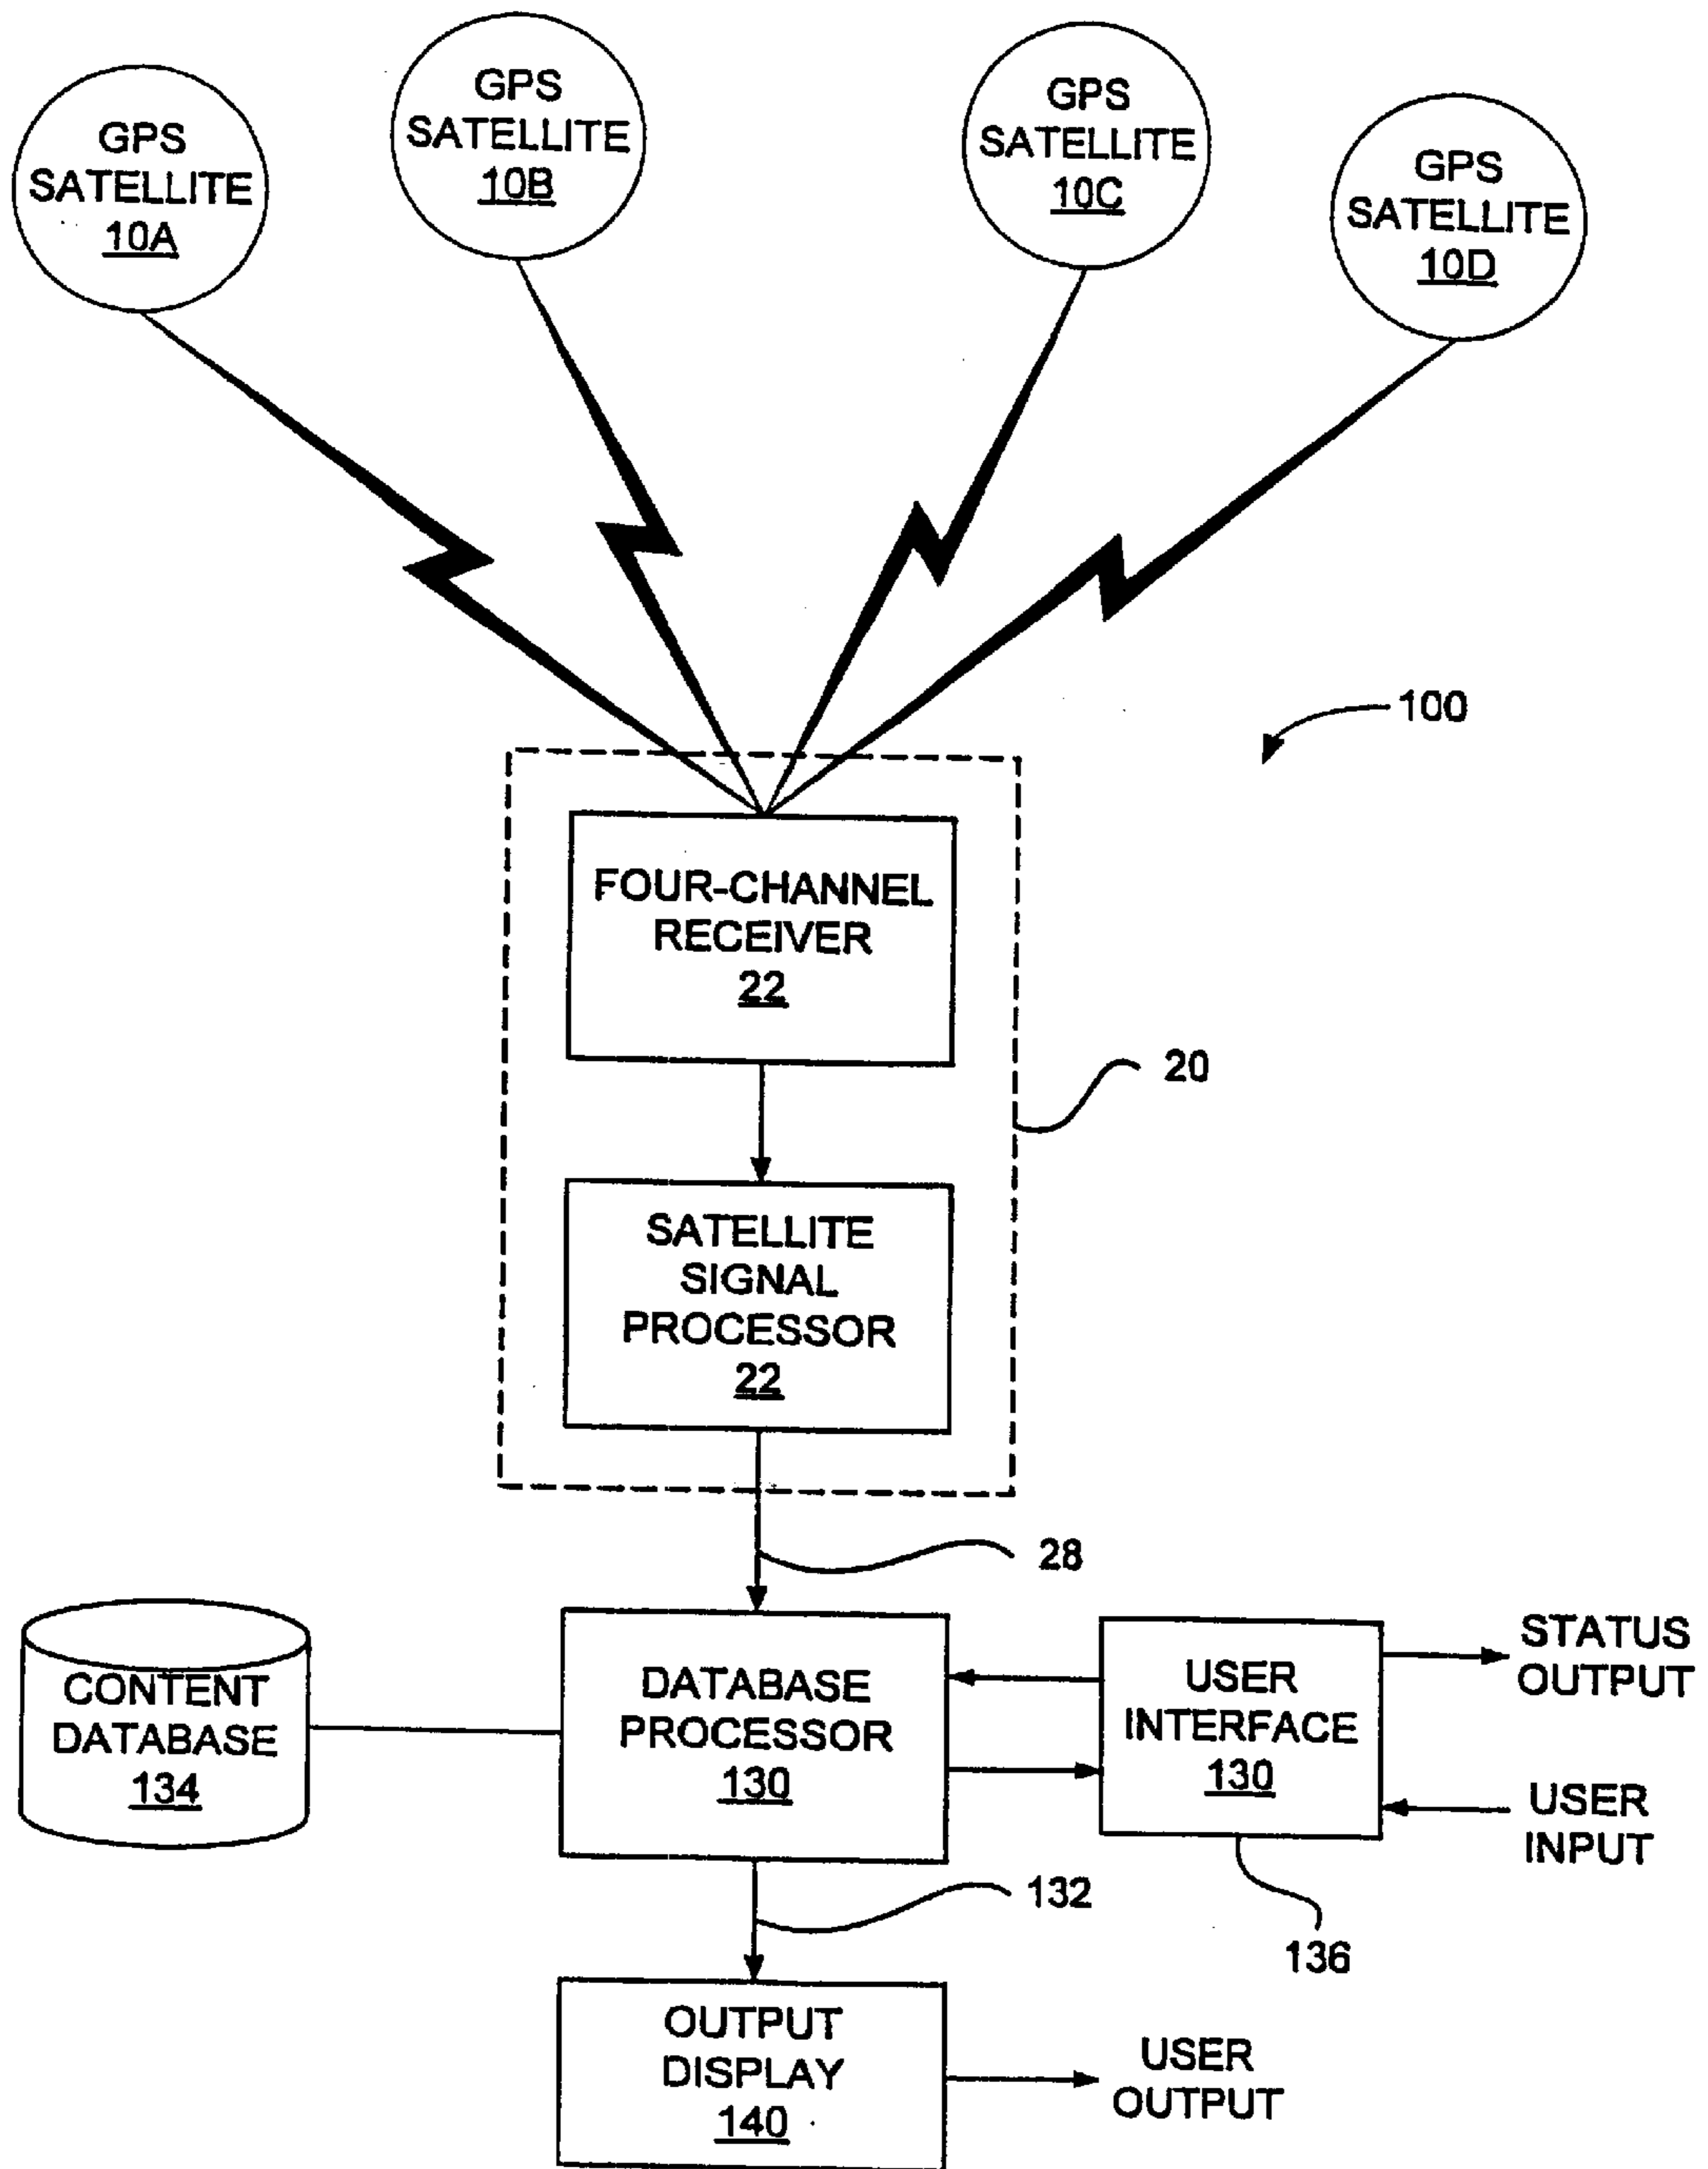 GPS
SATELLITE
10A
GPS
SATELLITE
10B
GPS
SATELLITE
10C
GPS
SATELLITE
10D
100
FOUR-CHANNEL
RECEIVER
22
20
SATELLITE
SIGNAL
PROCESSOR
22
28
CONTENT
DATABASE
134
DATABASE
PROCESSOR
130
USER
INTERFACE
130
STATUS
OUTPUT
USER
INPUT
132
136
OUTPUT
DISPLAY
140
USER
OUTPUT